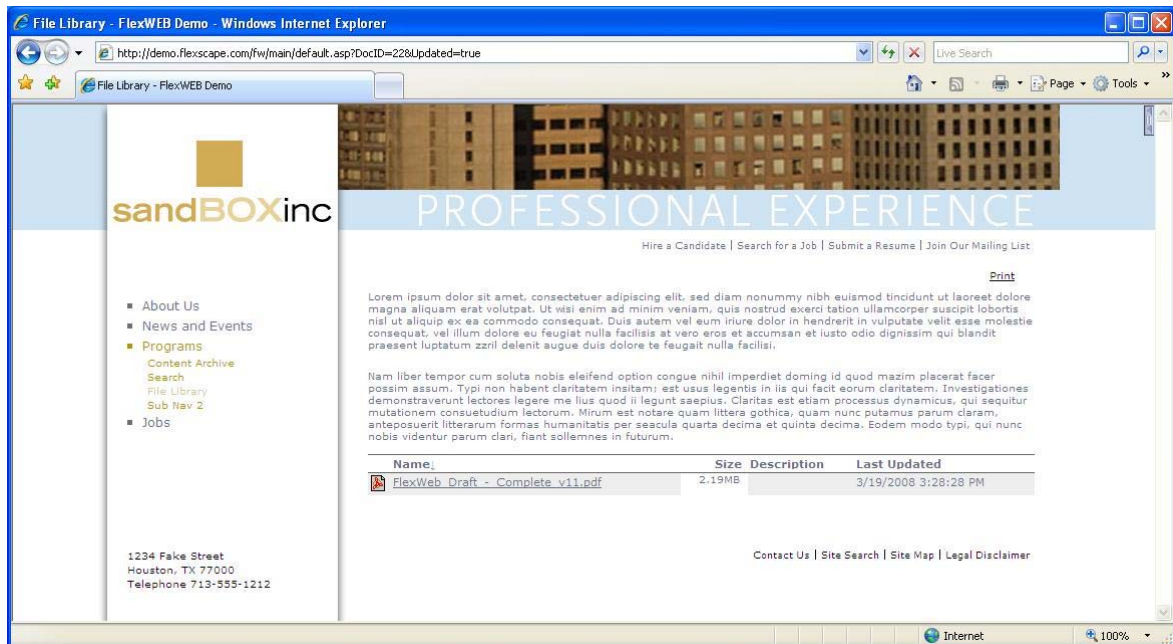 File Library - FlexWEB Demo - Windows Internet Explorer
http://demo.flexscape.com/fw/main/default.asp?DocID=22&Updated=true
Live Search
File Library - FlexWEB Demo
Page
Tools
sandBOXinc
PROFESSIONAL EXPERIENCE
Hire a Candidate | Search for a Job | Submit a Resume | Join Our Mailing List
Print
About Us
News and Events
Programs
Content Archive
Search
File Library
Sub Nav 2
Jobs
Lorem ipsum dolor sit amet, consectetuer adipiscing elit, sed diam nonummy nibh euismod tincidunt ut laoreet dolore
magna aliquam erat volutpat. Ut wisi enim ad minim veniam, quis nostrud exerci tation ullamcorper suscipit lobortis
nisl ut aliquip ex ea commodo consequat. Duis autem vel eum iriure dolor in hendrerit in vulputate velit esse molestie
consequat, vel illum dolore eu feugiat nulla facilisis at vero eros et accumsan et iusto odio dignissim qui blandit
praesent luptatum zzril delenit augue duis dolore te feugait nulla facilisi.
Nam liber tempor cum soluta nobis eleifend option congue nihil imperdiet doming id quod mazim placerat facer
possim assum. Typi non habent claritatem insitam; est usus legentis in iis qui facit eorum claritatem. Investigationes
demonstraverunt lectores legere me lius quod ii legunt saepius. Claritas est etiam processus dynamicus, qui sequitur
mutationem consuetudium lectorum. Mirum est notare quam littera gothica, quam nunc putamus parum claram,
anteposuerit litterarum formas humanitatis per seacula quarta decima et quinta decima. Eodem modo typi, qui nunc
nobis videntur parum clari, fiant sollemnes in futurum.
Name↓ Size Description Last Updated
FlexWeb Draft - Complete v11.pdf 2.19MB 3/19/2008 3:28:28 PM
1234 Fake Street
Houston, TX 77000
Telephone 713-555-1212
Contact Us | Site Search | Site Map | Legal Disclaimer
Internet
100%